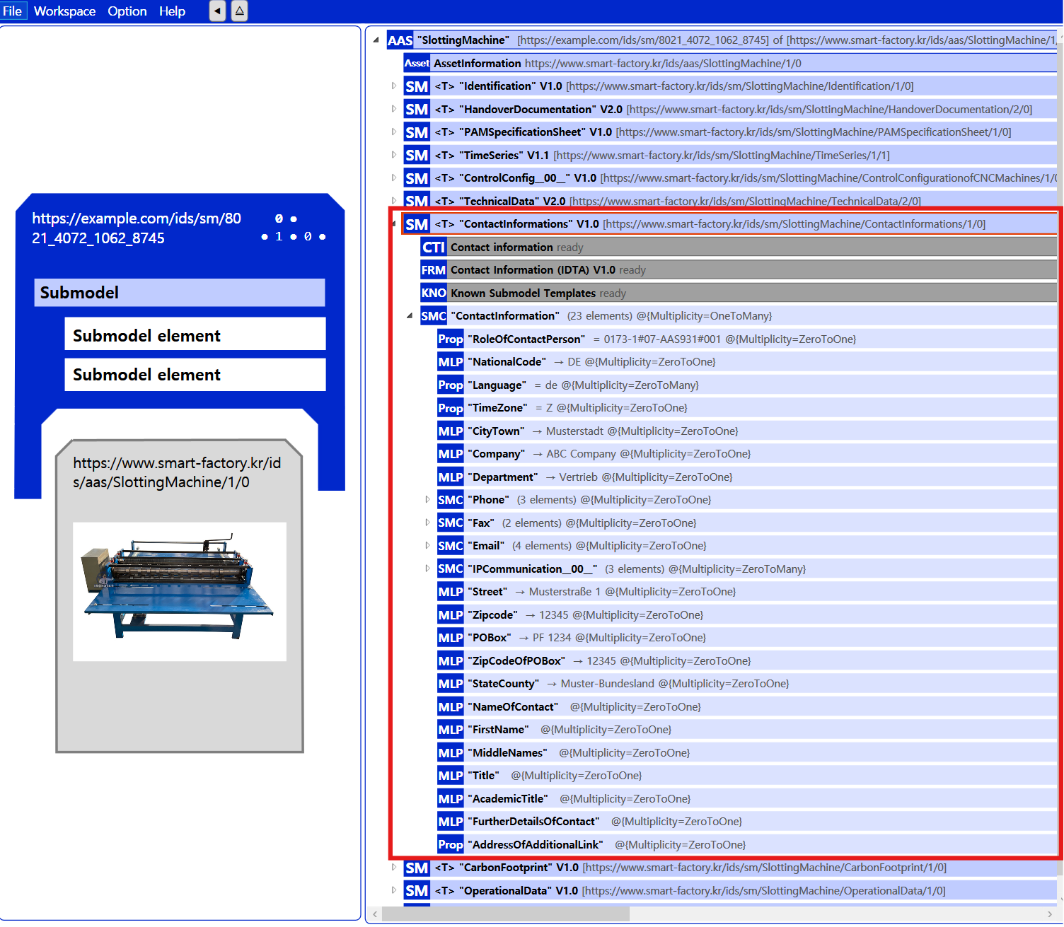 File Workspace Option Help
https://example.com/ids/sm/80
21_4072_1062_8745
0
1 0
Submodel
Submodel element
Submodel element
https://www.smart-factory.kr/id
s/aas/SlottingMachine/1/0
AAS "SlottingMachine" [https://example.com/ids/sm/8021_4072_1062_8745] of [https://www.smart-factory.kr/ids/aas/SlottingMachine/1/
Asset AssetInformation https://www.smart-factory.kr/ids/aas/SlottingMachine/1/0
SM <T> "Identification" V1.0 [https://www.smart-factory.kr/ids/sm/SlottingMachine/Identification/1/0]
SM <T> "HandoverDocumentation" V2.0 [https://www.smart-factory.kr/ids/sm/SlottingMachine/HandoverDocumentation/2/0]
SM <T> "PAMSpecificationSheet" V1.0 [https://www.smart-factory.kr/ids/sm/SlottingMachine/PAMSpecificationSheet/1/0]
SM <T> "TimeSeries" V1.1 [https://www.smart-factory.kr/ids/sm/SlottingMachine/TimeSeries/1/1]
SM <T> "ControlConfig__00__" V1.0 [https://www.smart-factory.kr/ids/sm/SlottingMachine/ControlConfigurationofCNCMachines/1/0
SM <T> "TechnicalData" V2.0 [https://www.smart-factory.kr/ids/sm/SlottingMachine/TechnicalData/2/0]
SM <T> "ContactInformations" V1.0 [https://www.smart-factory.kr/ids/sm/SlottingMachine/ContactInformations/1/0]
CTI Contact information ready
FRM Contact Information (IDTA) V1.0 ready
KNO Known Submodel Templates ready
SMC "ContactInformation" (23 elements) @{Multiplicity=OneToMany}
Prop "RoleOfContactPerson" = 0173-1#07-AAS931#001 @{Multiplicity=ZeroToOne}
MLP "NationalCode" → DE @{Multiplicity=ZeroToOne}
Prop "Language" = de @{Multiplicity=ZeroToMany}
Prop "TimeZone" = Z @{Multiplicity=ZeroToOne}
MLP "CityTown" → Musterstadt @{Multiplicity=ZeroToOne}
MLP "Company" → ABC Company @{Multiplicity=ZeroToOne}
MLP "Department" → Vertrieb @{Multiplicity=ZeroToOne}
SMC "Phone" (3 elements) @{Multiplicity=ZeroToOne}
SMC "Fax" (2 elements) @{Multiplicity=ZeroToOne}
SMC "Email" (4 elements) @{Multiplicity=ZeroToOne}
SMC "IPCommunication__00__" (3 elements) @{Multiplicity=ZeroToMany}
MLP "Street" → Musterstraße 1 @{Multiplicity=ZeroToOne}
MLP "Zipcode" → 12345 @{Multiplicity=ZeroToOne}
MLP "POBox" → PF 1234 @{Multiplicity=ZeroToOne}
MLP "ZipCodeOfPOBox" → 12345 @{Multiplicity=ZeroToOne}
MLP "StateCounty" → Muster-Bundesland @{Multiplicity=ZeroToOne}
MLP "NameOfContact" @{Multiplicity=ZeroToOne}
MLP "FirstName" @{Multiplicity=ZeroToOne}
MLP "MiddleNames" @{Multiplicity=ZeroToOne}
MLP "Title" @{Multiplicity=ZeroToOne}
MLP "AcademicTitle" @{Multiplicity=ZeroToOne}
MLP "FurtherDetailsOfContact" @{Multiplicity=ZeroToOne}
Prop "AddressOfAdditionalLink" @{Multiplicity=ZeroToOne}
SM <T> "CarbonFootprint" V1.0 [https://www.smart-factory.kr/ids/sm/SlottingMachine/CarbonFootprint/1/0]
SM <T> "OperationalData" V1.0 [https://www.smart-factory.kr/ids/sm/SlottingMachine/OperationalData/1/0]